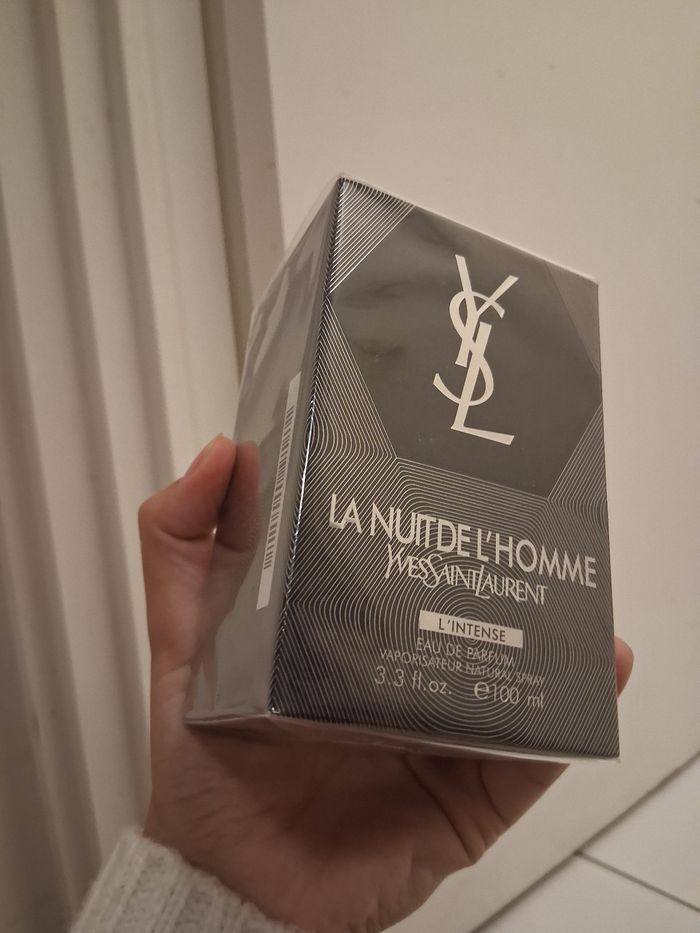 YSL
LA NUIT DE L'HOMME
YVES SAINT LAURENT
L'INTENSE
EAU DE PARFUM
VAPORISATEUR NATURAL SPRAY
3.3 fl.oz. ℮100 ml